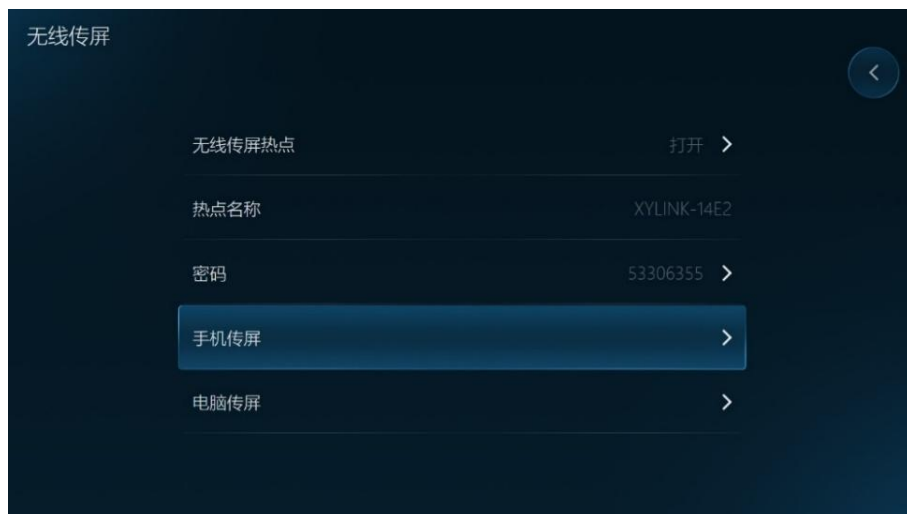 无线传屏
无线传屏热点 打开
热点名称 XYLINK-14E2
密码 53306355
手机传屏
电脑传屏